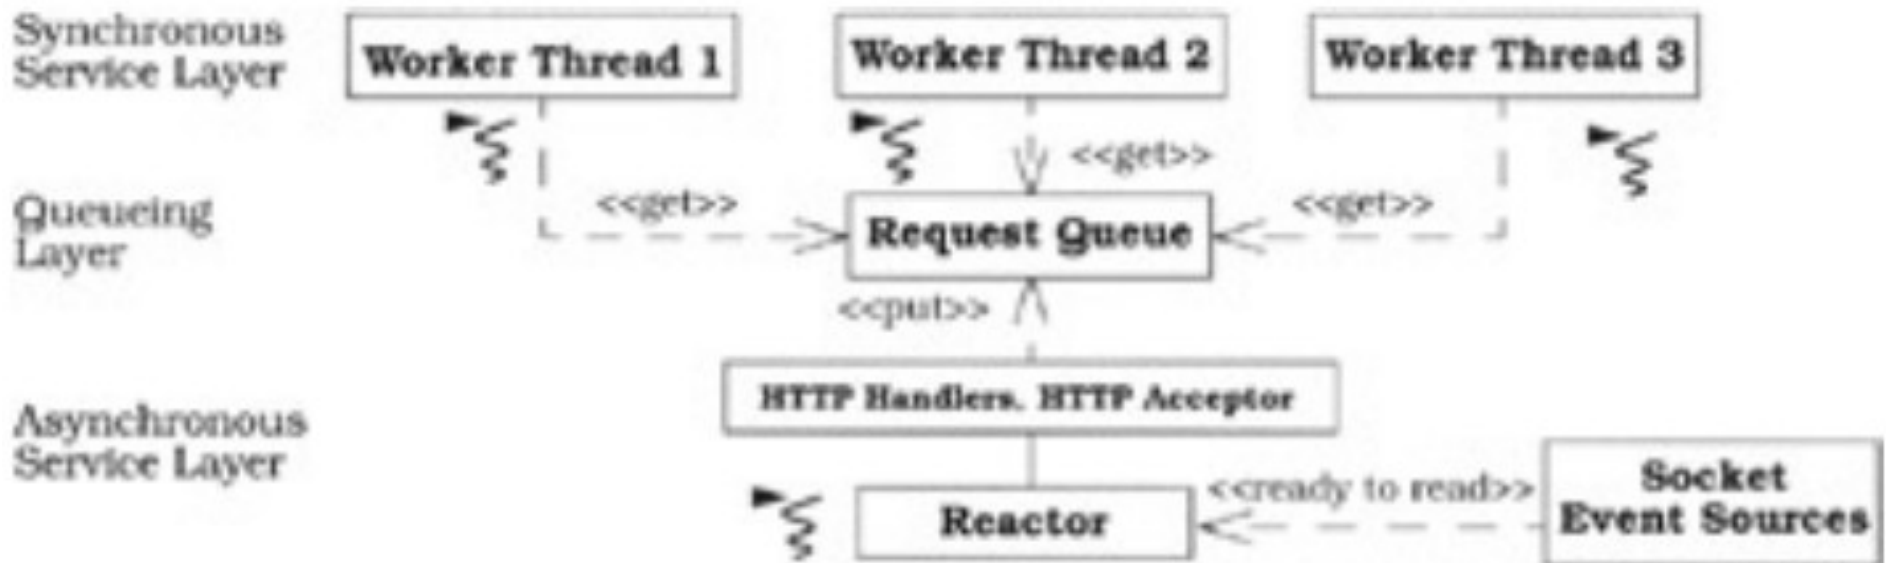 Synchronous
Service Layer
Worker Thread 1
Worker Thread 2
Worker Thread 3
<<get>>
<<get>>
<<get>>
Queueing
Layer
Request Queue
<<put>>
HTTP Handlers, HTTP Acceptor
Asynchronous
Service Layer
<<ready to read>>
Socket
Event Sources
Reactor